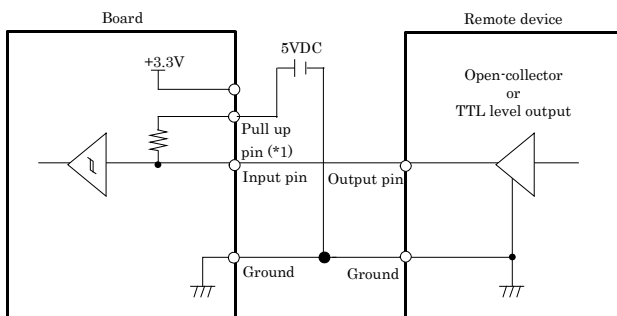 Board
Remote device
+3.3V
5VDC
Open-collector
or
TTL level output
Pull up
pin (*1)
Input pin
Output pin
Ground
Ground